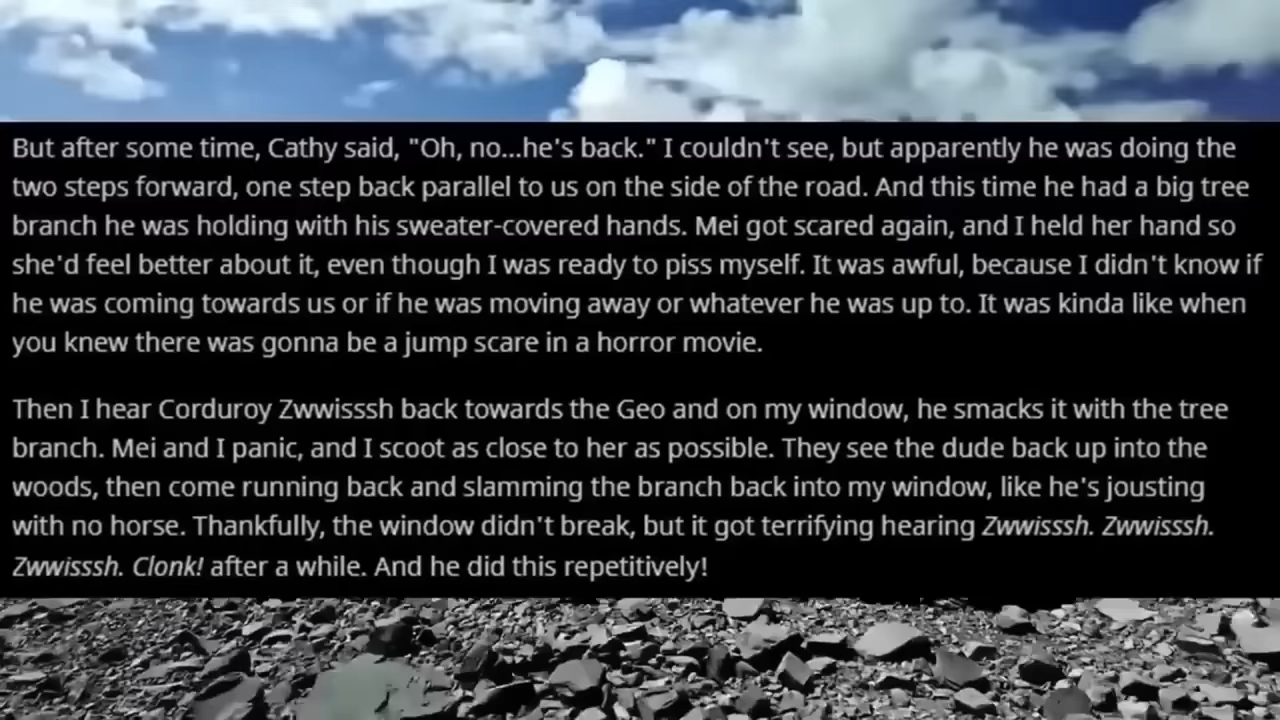 But after some time, Cathy said, "Oh, no...he's back." I couldn't see, but apparently he was doing the
two steps forward, one step back parallel to us on the side of the road. And this time he had a big tree
branch he was holding with his sweater-covered hands. Mei got scared again, and I held her hand so
she'd feel better about it, even though I was ready to piss myself. It was awful, because I didn't know if
he was coming towards us or if he was moving away or whatever he was up to. It was kinda like when
you knew there was gonna be a jump scare in a horror movie.
Then I hear Corduroy Zwwisssh back towards the Geo and on my window, he smacks it with the tree
branch. Mei and I panic, and I scoot as close to her as possible. They see the dude back up into the
woods, then come running back and slamming the branch back into my window, like he's jousting
with no horse. Thankfully, the window didn't break, but it got terrifying hearing Zwwisssh. Zwwisssh.
Zwwisssh. Clonk! after a while. And he did this repetitively!